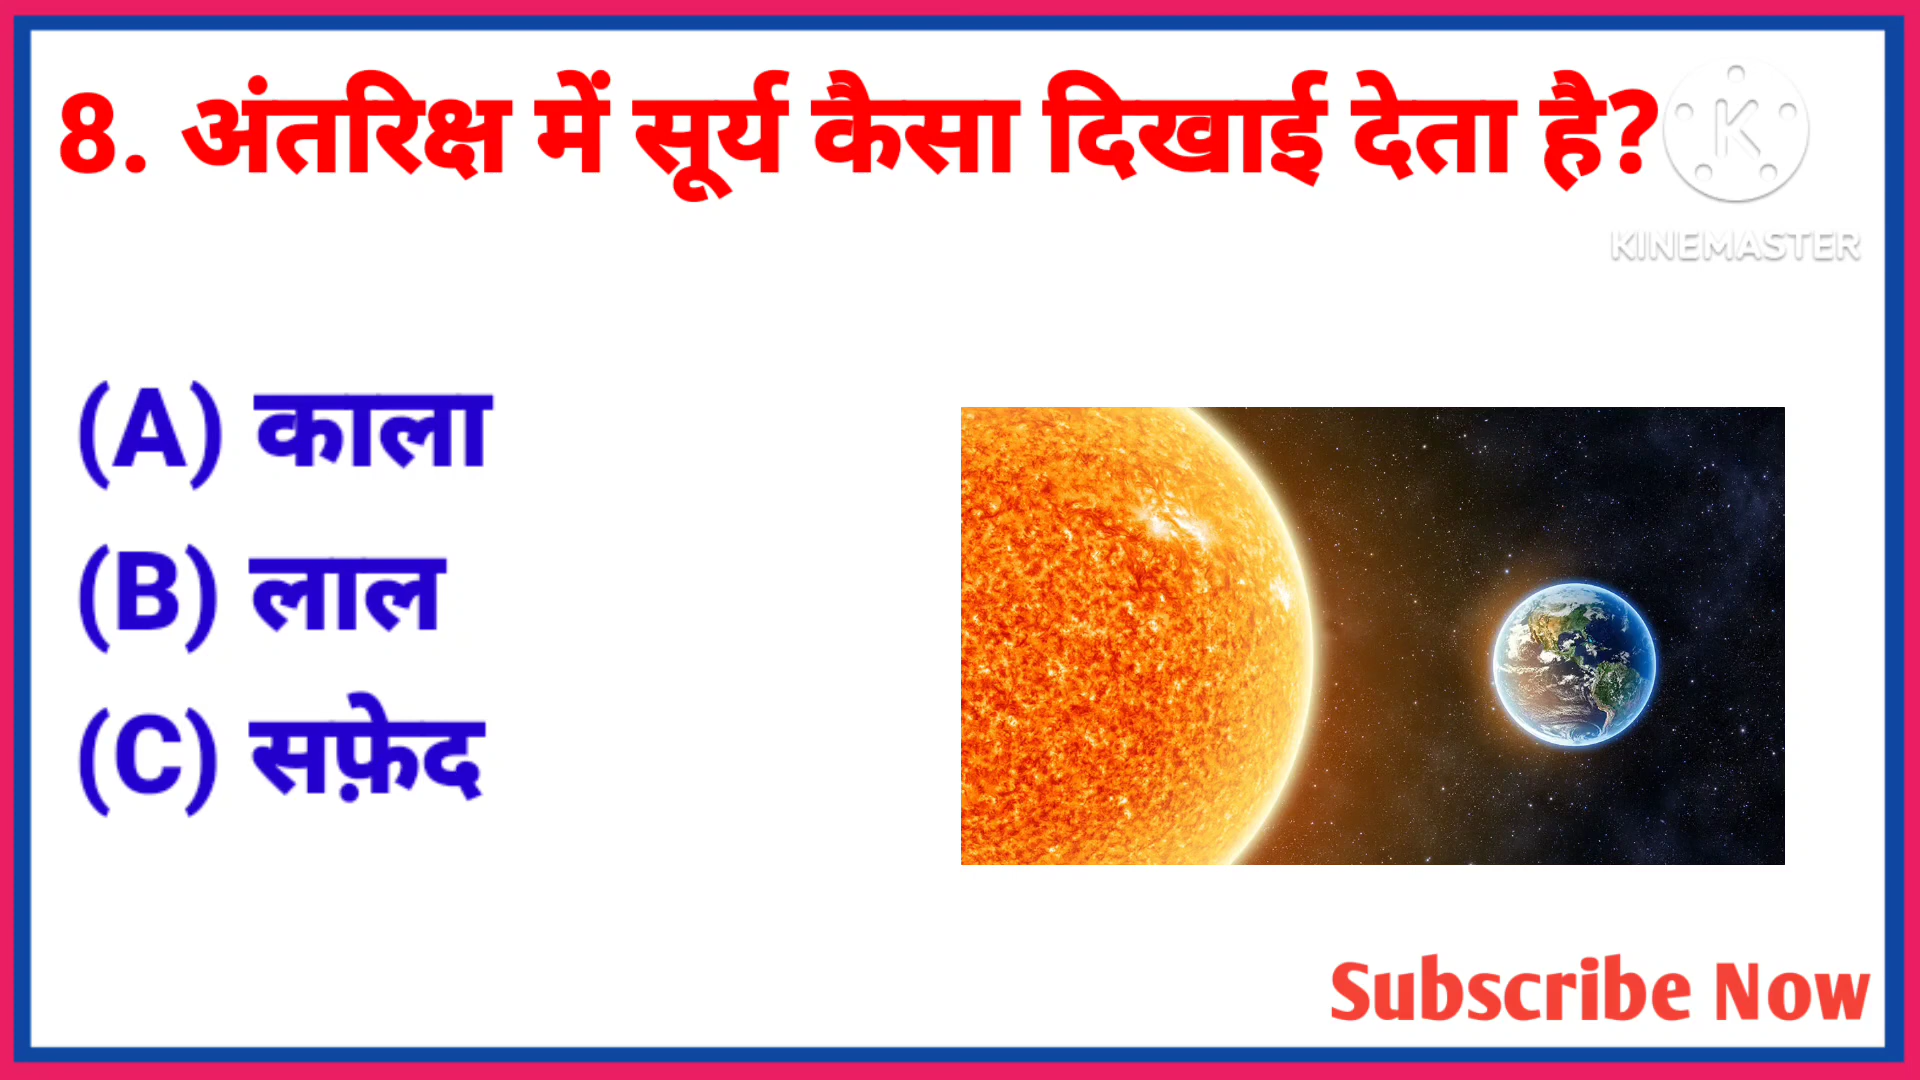 8. अंतरिक्ष में सूर्य कैसा दिखाई देता है?
K
KINEMASTER
(A) काला
(B) लाल
(C) सफ़ेद
Subscribe Now